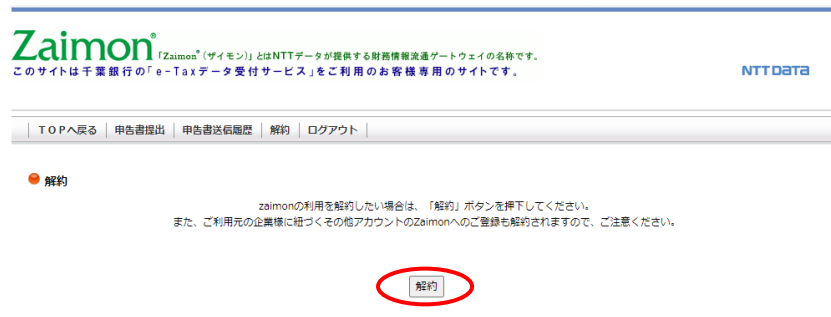 Zaimon®
「Zaimon®（ザイモン）」とはNTTデータが提供する財務情報流通ゲートウェイの名称です。
このサイトは千葉銀行の「e-Taxデータ受付サービス」をご利用のお客様専用のサイトです。
NTT DATA
TOPへ戻る 申告書提出 申告書送信履歴 解約 ログアウト
解約
zaimonの利用を解約したい場合は、「解約」ボタンを押下してください。
また、ご利用元の企業様に紐づくその他アカウントのZaimonへのご登録も解約されますので、ご注意ください。
解約